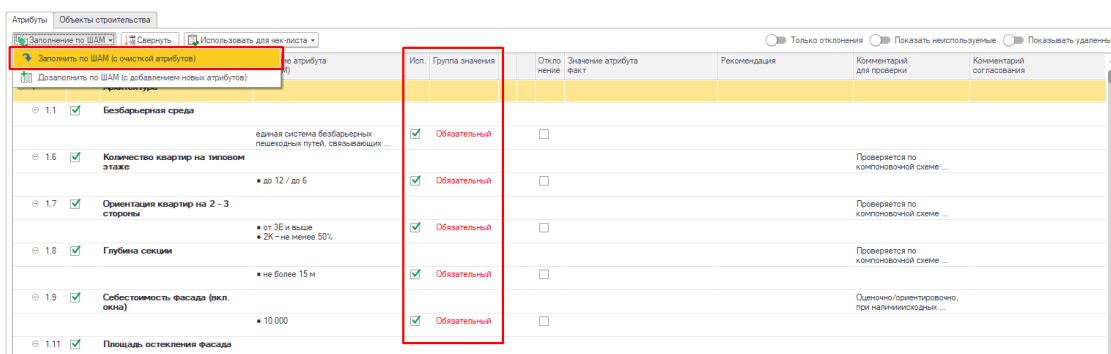 Атрибуты Объекты строительства
Заполнение по ШАМ Свернуть Использовать для чек-листа Только отклонения Показать неиспользуемые Показывать удаленны
Заполнить по ШАМ (с очисткой атрибутов)
Дозаполнить по ШАМ (с добавлением новых атрибутов)
ие атрибута Исп. Группа значения Откло Значение атрибута Рекомендация Комментарий Комментарий
М) нение факт для проверки согласования
1 Архитектура
1.1 Безбарьерная среда
единая система безбарьерных Обязательный
пешеходных путей, связывающих ...
1.6 Количество квартир на типовом Проверяется по
этаже компоновочной схеме ...
• до 12 / до 6 Обязательный
1.7 Ориентация квартир на 2 - 3 Проверяется по
стороны компоновочной схеме ...
• от 3Е и выше Обязательный
• 2К – не менее 50%
1.8 Глубина секции Проверяется по
компоновочной схеме ...
• не более 15 м Обязательный
1.9 Себестоимость фасада (вкл. Оценочно/ориентировочно,
окна) при наличииисходных ...
• 10 000 Обязательный
1.11 Площадь остекления фасада